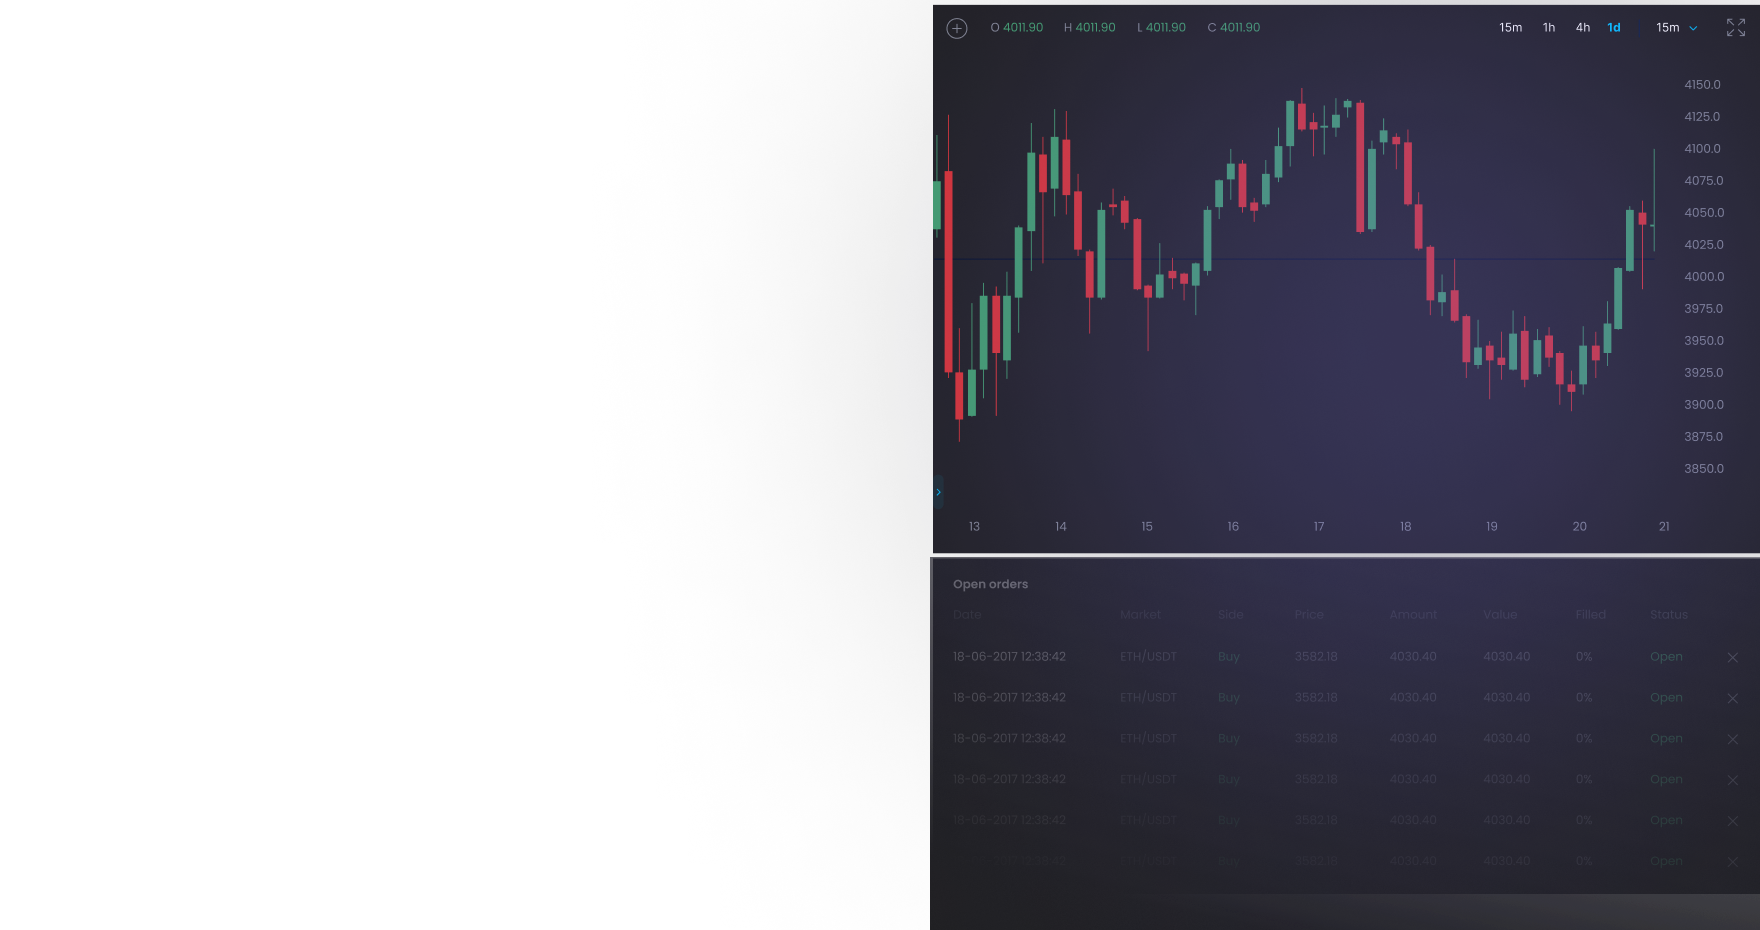 O 4011.90 H 4011.90 L 4011.90 C 4011.90 15m 1h 4h 1d 15m
4150.0
4125.0
4100.0
4075.0
4050.0
4025.0
4000.0
3975.0
3950.0
3925.0
3900.0
3875.0
3850.0
13 14 15 16 17 18 19 20 21
Open orders
Date Market Side Price Amount Value Filled Status
18-06-2017 12:38:42 ETH/USDT Buy 3582.18 4030.40 4030.40 0% Open
18-06-2017 12:38:42 ETH/USDT Buy 3582.18 4030.40 4030.40 0% Open
18-06-2017 12:38:42 ETH/USDT Buy 3582.18 4030.40 4030.40 0% Open
18-06-2017 12:38:42 ETH/USDT Buy 3582.18 4030.40 4030.40 0% Open
18-06-2017 12:38:42 ETH/USDT Buy 3582.18 4030.40 4030.40 0% Open
18-06-2017 12:38:42 ETH/USDT Buy 3582.18 4030.40 4030.40 0% Open